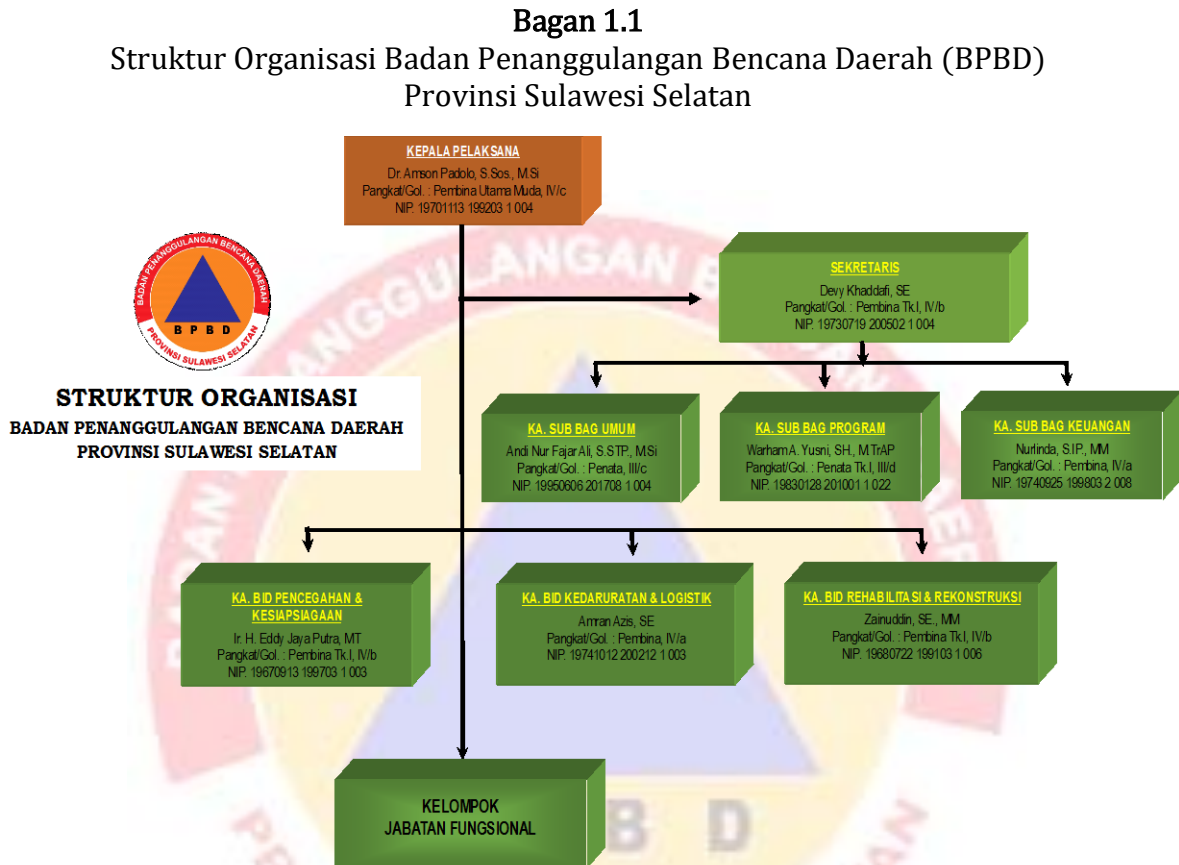 Bagan 1.1
Struktur Organisasi Badan Penanggulangan Bencana Daerah (BPBD)
Provinsi Sulawesi Selatan
KEPALA PELAKSANA
Dr. Amson Padolo, S.Sos., M.Si
Pangkat/Gol. : Pembina Utama Muda, IV/c
NIP. 19701113 199203 1 004
BADAN PENANGGULANGAN BENCANA DAERAH
BPBD
PROVINSI SULAWESI SELATAN
STRUKTUR ORGANISASI
BADAN PENANGGULANGAN BENCANA DAERAH
PROVINSI SULAWESI SELATAN
SEKRETARIS
Devy Khaddafi, SE
Pangkat/Gol. : Pembina Tk.I, IV/b
NIP. 19730719 200502 1 004
KA. SUB BAG UMUM
Andi Nur Fajar Ali, S.STP., M.Si
Pangkat/Gol. : Penata, III/c
NIP. 19950606 201708 1 004
KA. SUB BAG PROGRAM
Warham A. Yusni, SH., M.TrAP
Pangkat/Gol. : Penata Tk.I, III/d
NIP. 19830128 201001 1 022
KA. SUB BAG KEUANGAN
Nurlinda, S.IP., MM
Pangkat/Gol. : Pembina, IV/a
NIP. 19740925 199803 2 008
KA. BID PENCEGAHAN &
KESIAPSIAGAAN
Ir. H. Eddy Jaya Putra, MT
Pangkat/Gol. : Pembina Tk.I, IV/b
NIP. 19670913 199703 1 003
KA. BID KEDARURATAN & LOGISTIK
Amran Azis, SE
Pangkat/Gol. : Pembina, IV/a
NIP. 19741012 200212 1 003
KA. BID REHABILITASI & REKONSTRUKSI
Zainuddin, SE., MM
Pangkat/Gol. : Pembina Tk.I, IV/b
NIP. 19680722 199103 1 006
KELOMPOK
JABATAN FUNGSIONAL